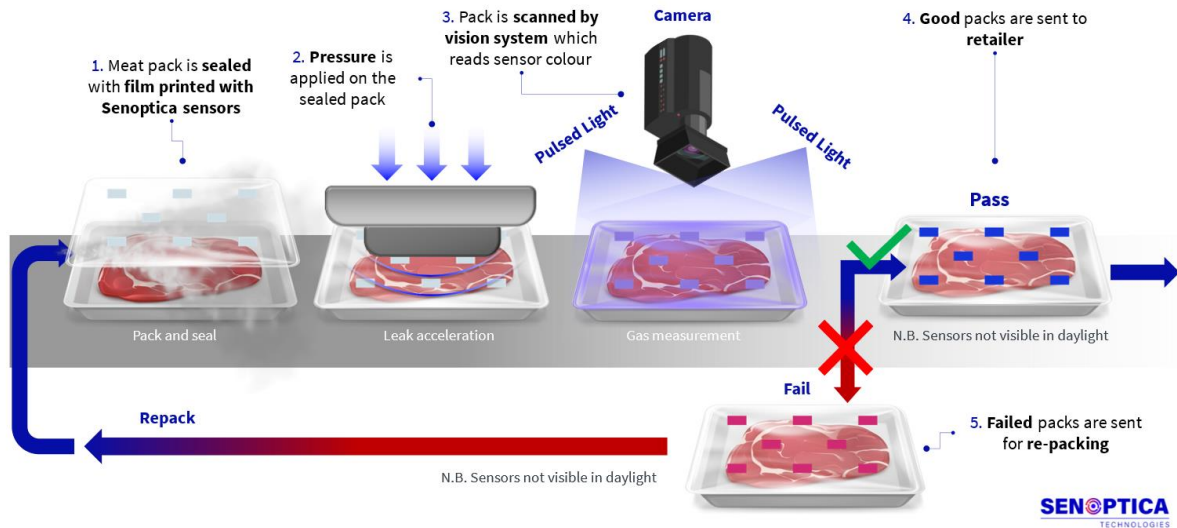 1. Meat pack is sealed
with film printed with
Senoptica sensors
2. Pressure is
applied on the
sealed pack
3. Pack is scanned by
vision system which
reads sensor colour
Camera
Pulsed Light
Pulsed Light
4. Good packs are sent to
retailer
Pass
Pack and seal
Leak acceleration
Gas measurement
N.B. Sensors not visible in daylight
Fail
Repack
5. Failed packs are sent
for re-packing
N.B. Sensors not visible in daylight
SENOPTICA
TECHNOLOGIES